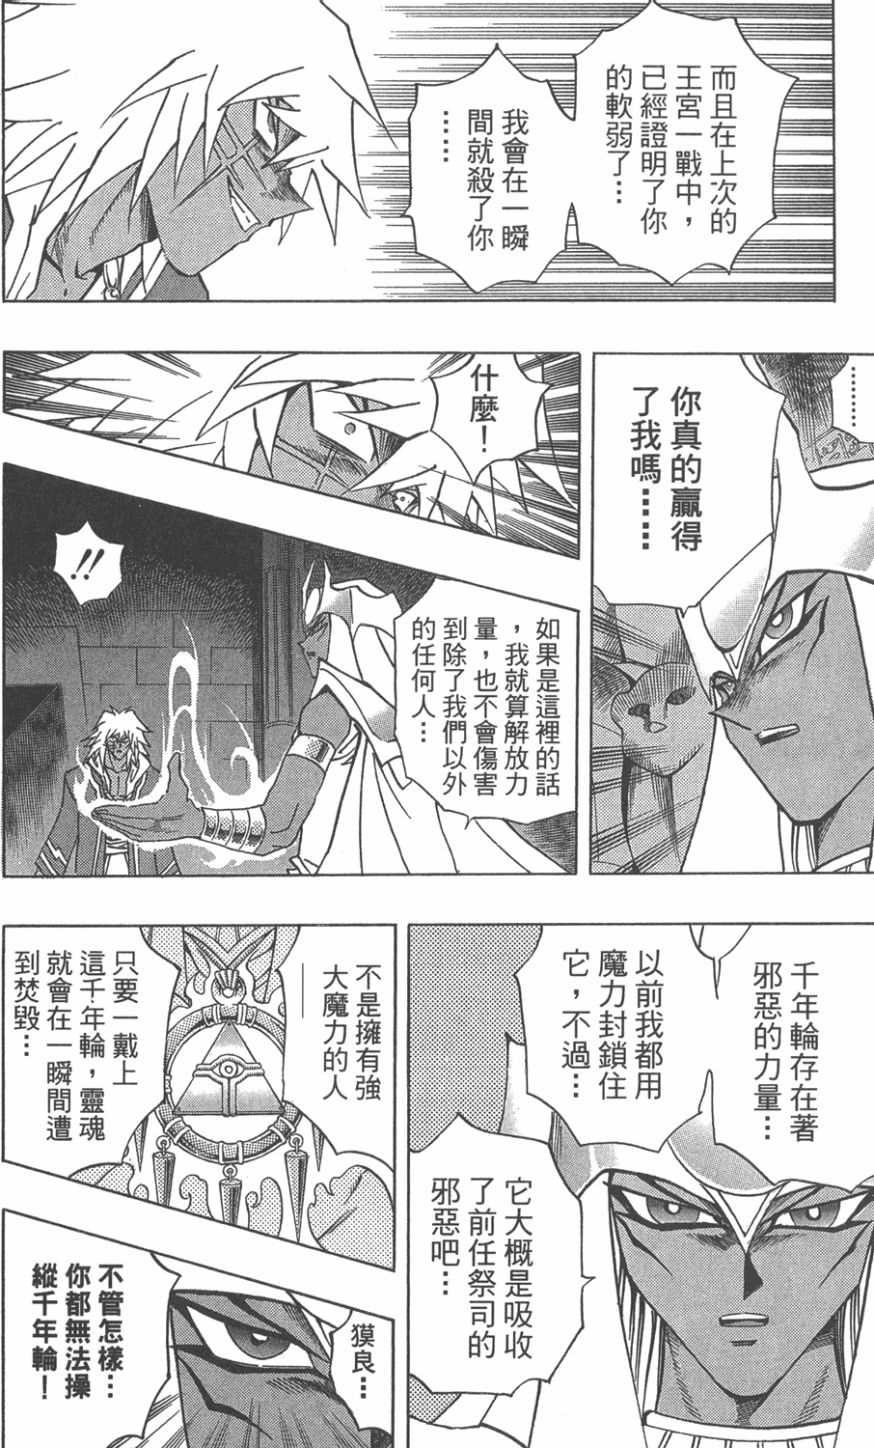 而且在上次的
王宮一戰中，
已經證明了你
的軟弱了…
我會在一瞬
間就殺了你
……
………
你真的贏得
了我嗎……
什麼！
如果是這裡的話
，我就算解放力
量，也不會傷害
到除了我們以外
的任何人…
!!
千年輪存在著
邪惡的力量…
以前我都用
魔力封鎖住
它，不過…
它大概是吸收
了前任祭司的
邪惡吧…
不是擁有強
大魔力的人
——
只要一戴上
這千年輪，靈魂
就會在一瞬間遭
到焚毀…
獏良…
不管怎樣…
你都無法操
縱千年輪！